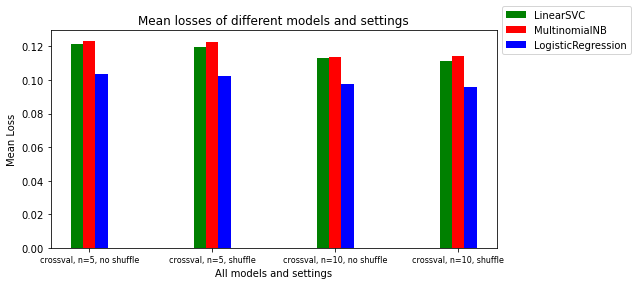 Mean losses of different models and settings
LinearSVC
MultinomialNB
LogisticRegression
Mean Loss
0.12
0.10
0.08
0.06
0.04
0.02
0.00
crossval, n=5, no shuffle
crossval, n=5, shuffle
crossval, n=10, no shuffle
crossval, n=10, shuffle
All models and settings